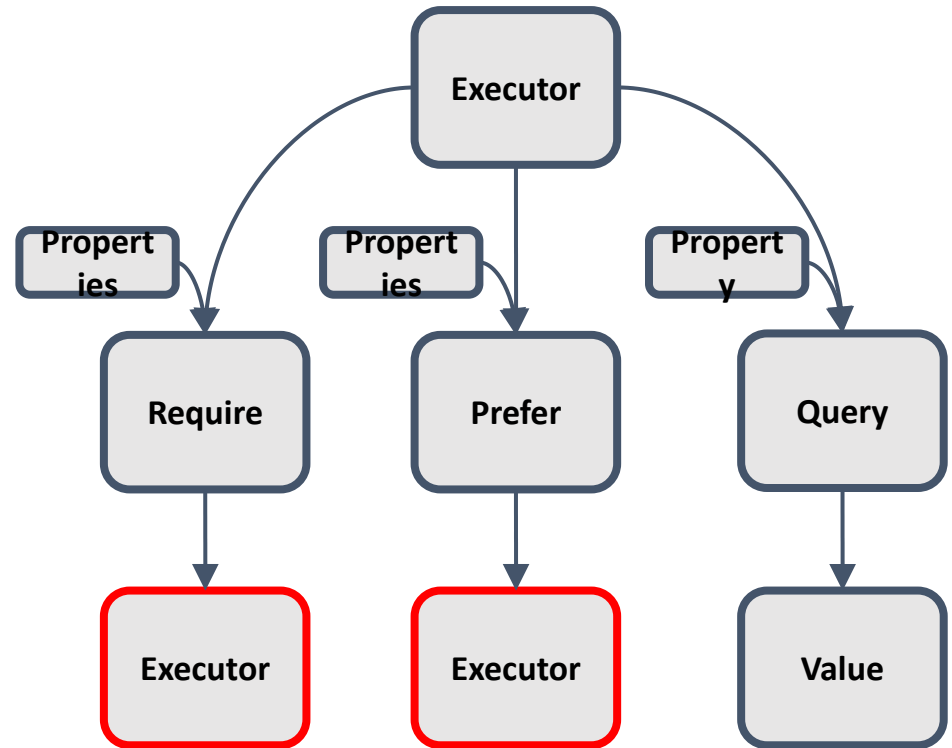 Executor
Propert
ies
Propert
ies
Propert
y
Require
Prefer
Query
Executor
Executor
Value